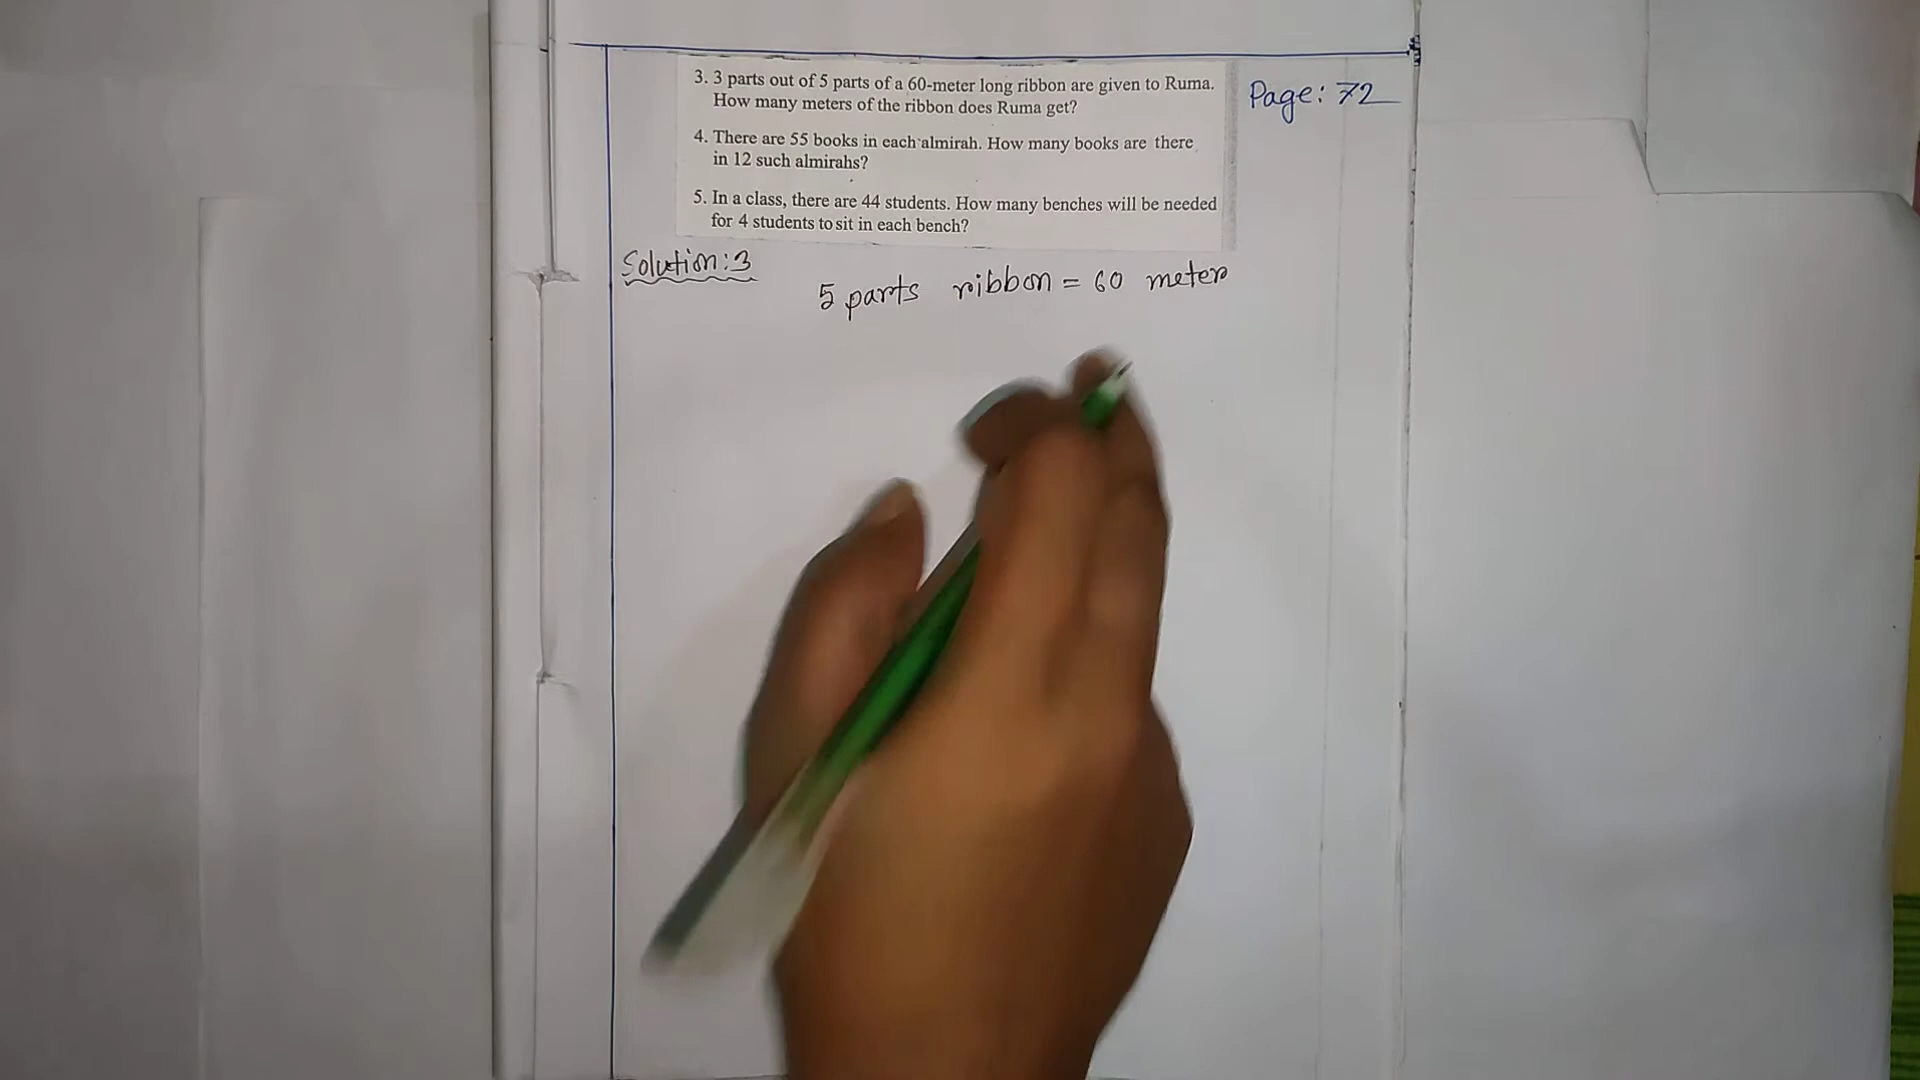 3. 3 parts out of 5 parts of a 60-meter long ribbon are given to Ruma.
How many meters of the ribbon does Ruma get?
Page: 72
4. There are 55 books in each almirah. How many books are there
in 12 such almirahs?
5. In a class, there are 44 students. How many benches will be needed
for 4 students to sit in each bench?
Solution: 3
5 parts ribbon = 60 meter